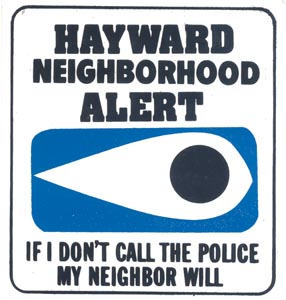 HAYWARD
NEIGHBORHOOD
ALERT
IF I DON'T CALL THE POLICE
MY NEIGHBOR WILL